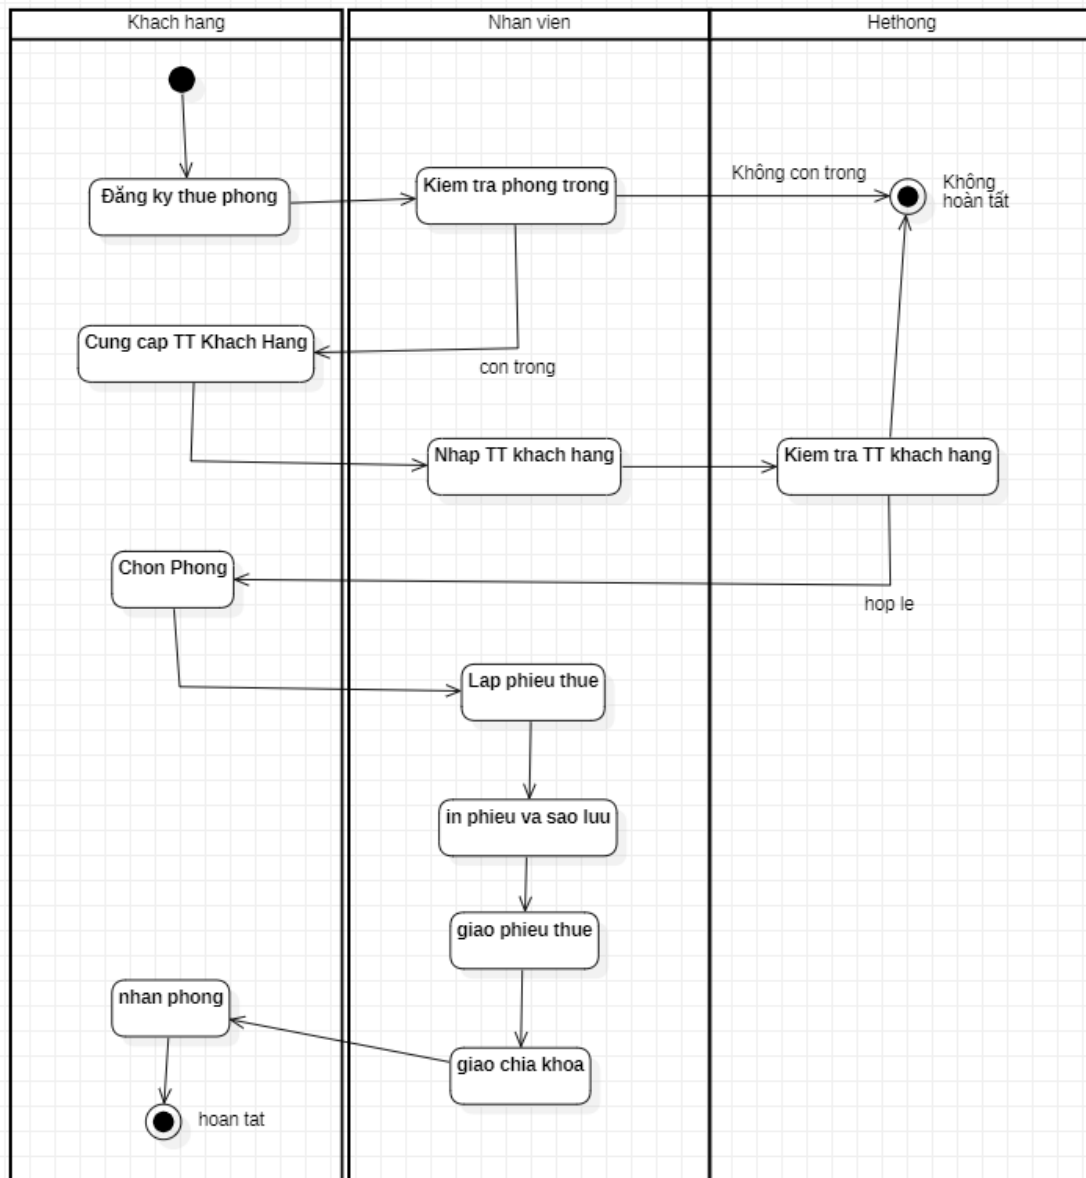 Khach hang
Nhan vien
Hethong
Đăng ky thue phong
Kiem tra phong trong
Không con trong
Không
hoàn tất
Cung cap TT Khach Hang
con trong
Nhap TT khach hang
Kiem tra TT khach hang
Chon Phong
hop le
Lap phieu thue
in phieu va sao luu
giao phieu thue
nhan phong
giao chia khoa
hoan tat